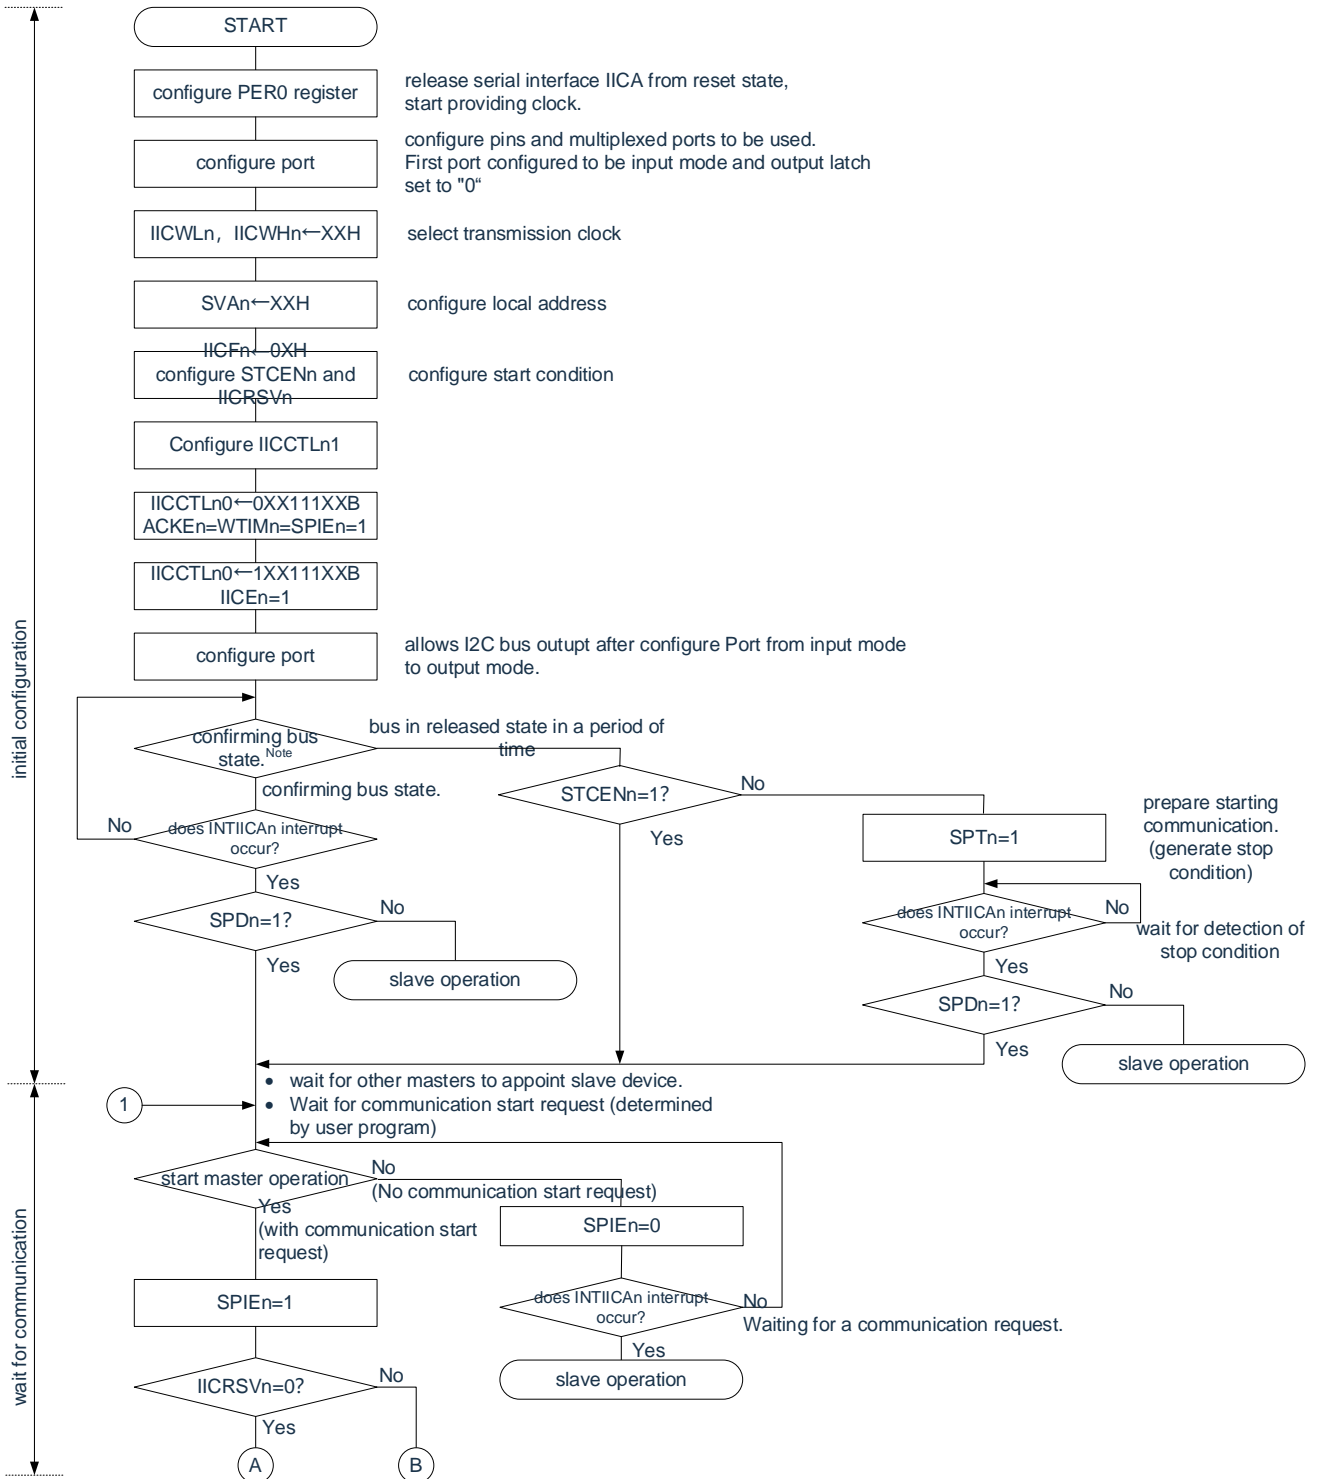 START
configure PER0 register
release serial interface IICA from reset state,
start providing clock.
configure port
configure pins and multiplexed ports to be used.
First port configured to be input mode and output latch
set to "0“
IICWLn，IICWHn←XXH
select transmission clock
SVAn←XXH
configure local address
IICFn←0XH
configure STCENn and
IICRSVn
configure start condition
Configure IICCTLn1
IICCTLn0←0XX111XXB
ACKEn=WTIMn=SPIEn=1
IICCTLn0←1XX111XXB
IICEn=1
configure port
allows I2C bus outupt after configure Port from input mode
to output mode.
initial configuration
confirming bus
state.Note
bus in released state in a period of
time
confirming bus state.
STCENn=1?
No
Yes
No
does INTIICAn interrupt
occur?
Yes
SPTn=1
prepare starting
communication.
(generate stop
condition)
SPDn=1?
No
Yes
slave operation
does INTIICAn interrupt
occur?
No
wait for detection of
stop condition
Yes
SPDn=1?
No
Yes
slave operation
1
• wait for other masters to appoint slave device.
• Wait for communication start request (determined
by user program)
start master operation
No
(No communication start request)
Yes
(with communication start
request)
SPIEn=0
wait for communication
SPIEn=1
does INTIICAn interrupt
occur?
No
Waiting for a communication request.
Yes
slave operation
IICRSVn=0?
No
Yes
A
B